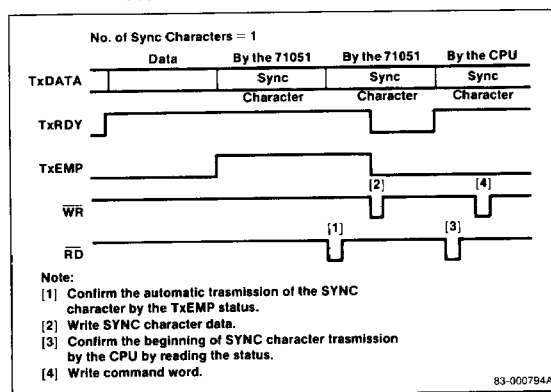 No. of Sync Characters = 1
Data By the 71051 By the 71051 By the CPU
TxDATA Sync Sync Sync
Character Character Character
TxRDY
TxEMP
[2] [4]
WR
[1] [3]
RD
Note:
[1] Confirm the automatic trasmission of the SYNC
character by the TxEMP status.
[2] Write SYNC character data.
[3] Confirm the beginning of SYNC character trasmission
by the CPU by reading the status.
[4] Write command word.
83-000794A